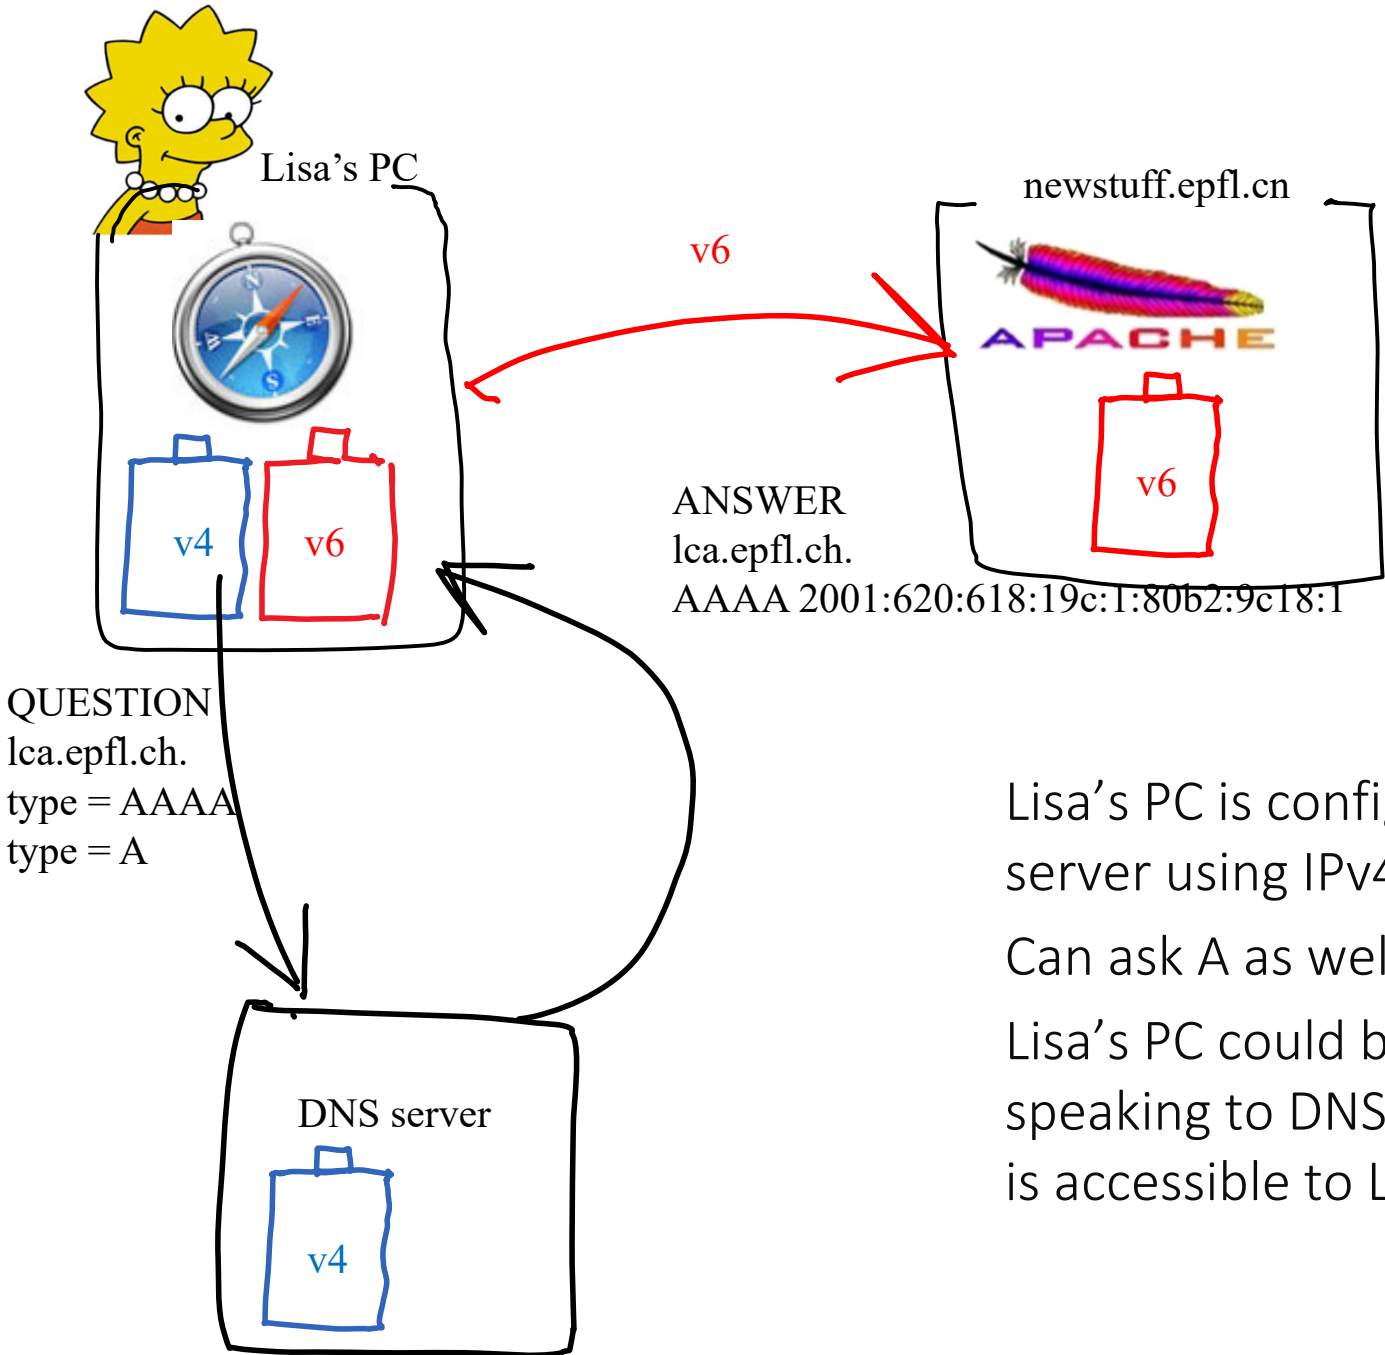 Lisa's PC
newstuff.epfl.cn
v6
N
E
S
W
APACHE
v6
v4
v6
ANSWER
lca.epfl.ch.
AAAA 2001:620:618:19c:1:80b2:9c18:1
QUESTION
lca.epfl.ch.
type = AAAA
type = A
Lisa's PC is confi
server using IPv4
Can ask A as wel
Lisa's PC could b
speaking to DNS
is accessible to L
DNS server
v4